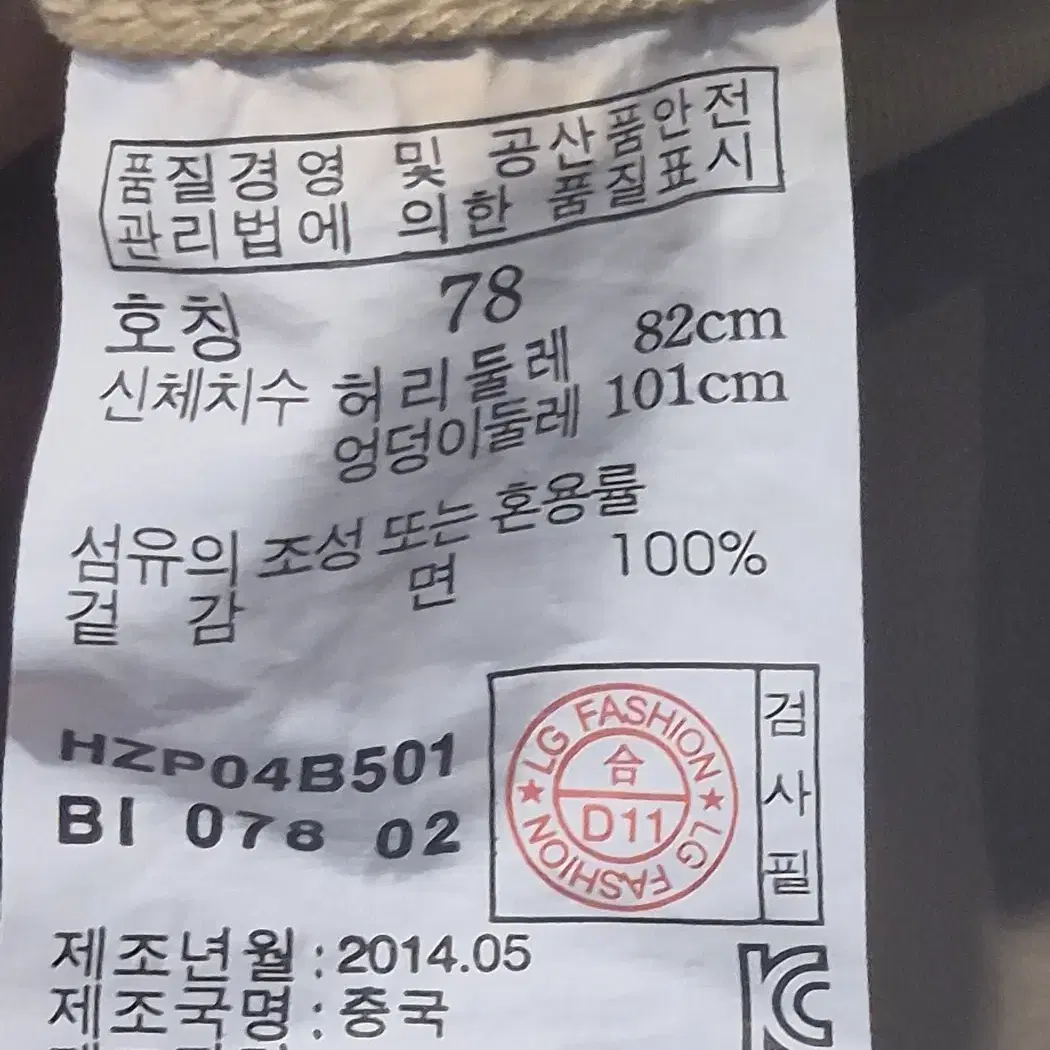 품질경영 및 공산품안전
관리법에 의한 품질표시
호칭 78
신체치수 허리둘레 82cm
엉덩이둘레 101cm
섬유의 조성 또는 혼용률
겉 감 면 100%
HZP04B501
BI 078 02
LG FASHION ★ LG FASHION ★
合
D11
검사필
제조년월 : 2014.05
제조국명 : 중국